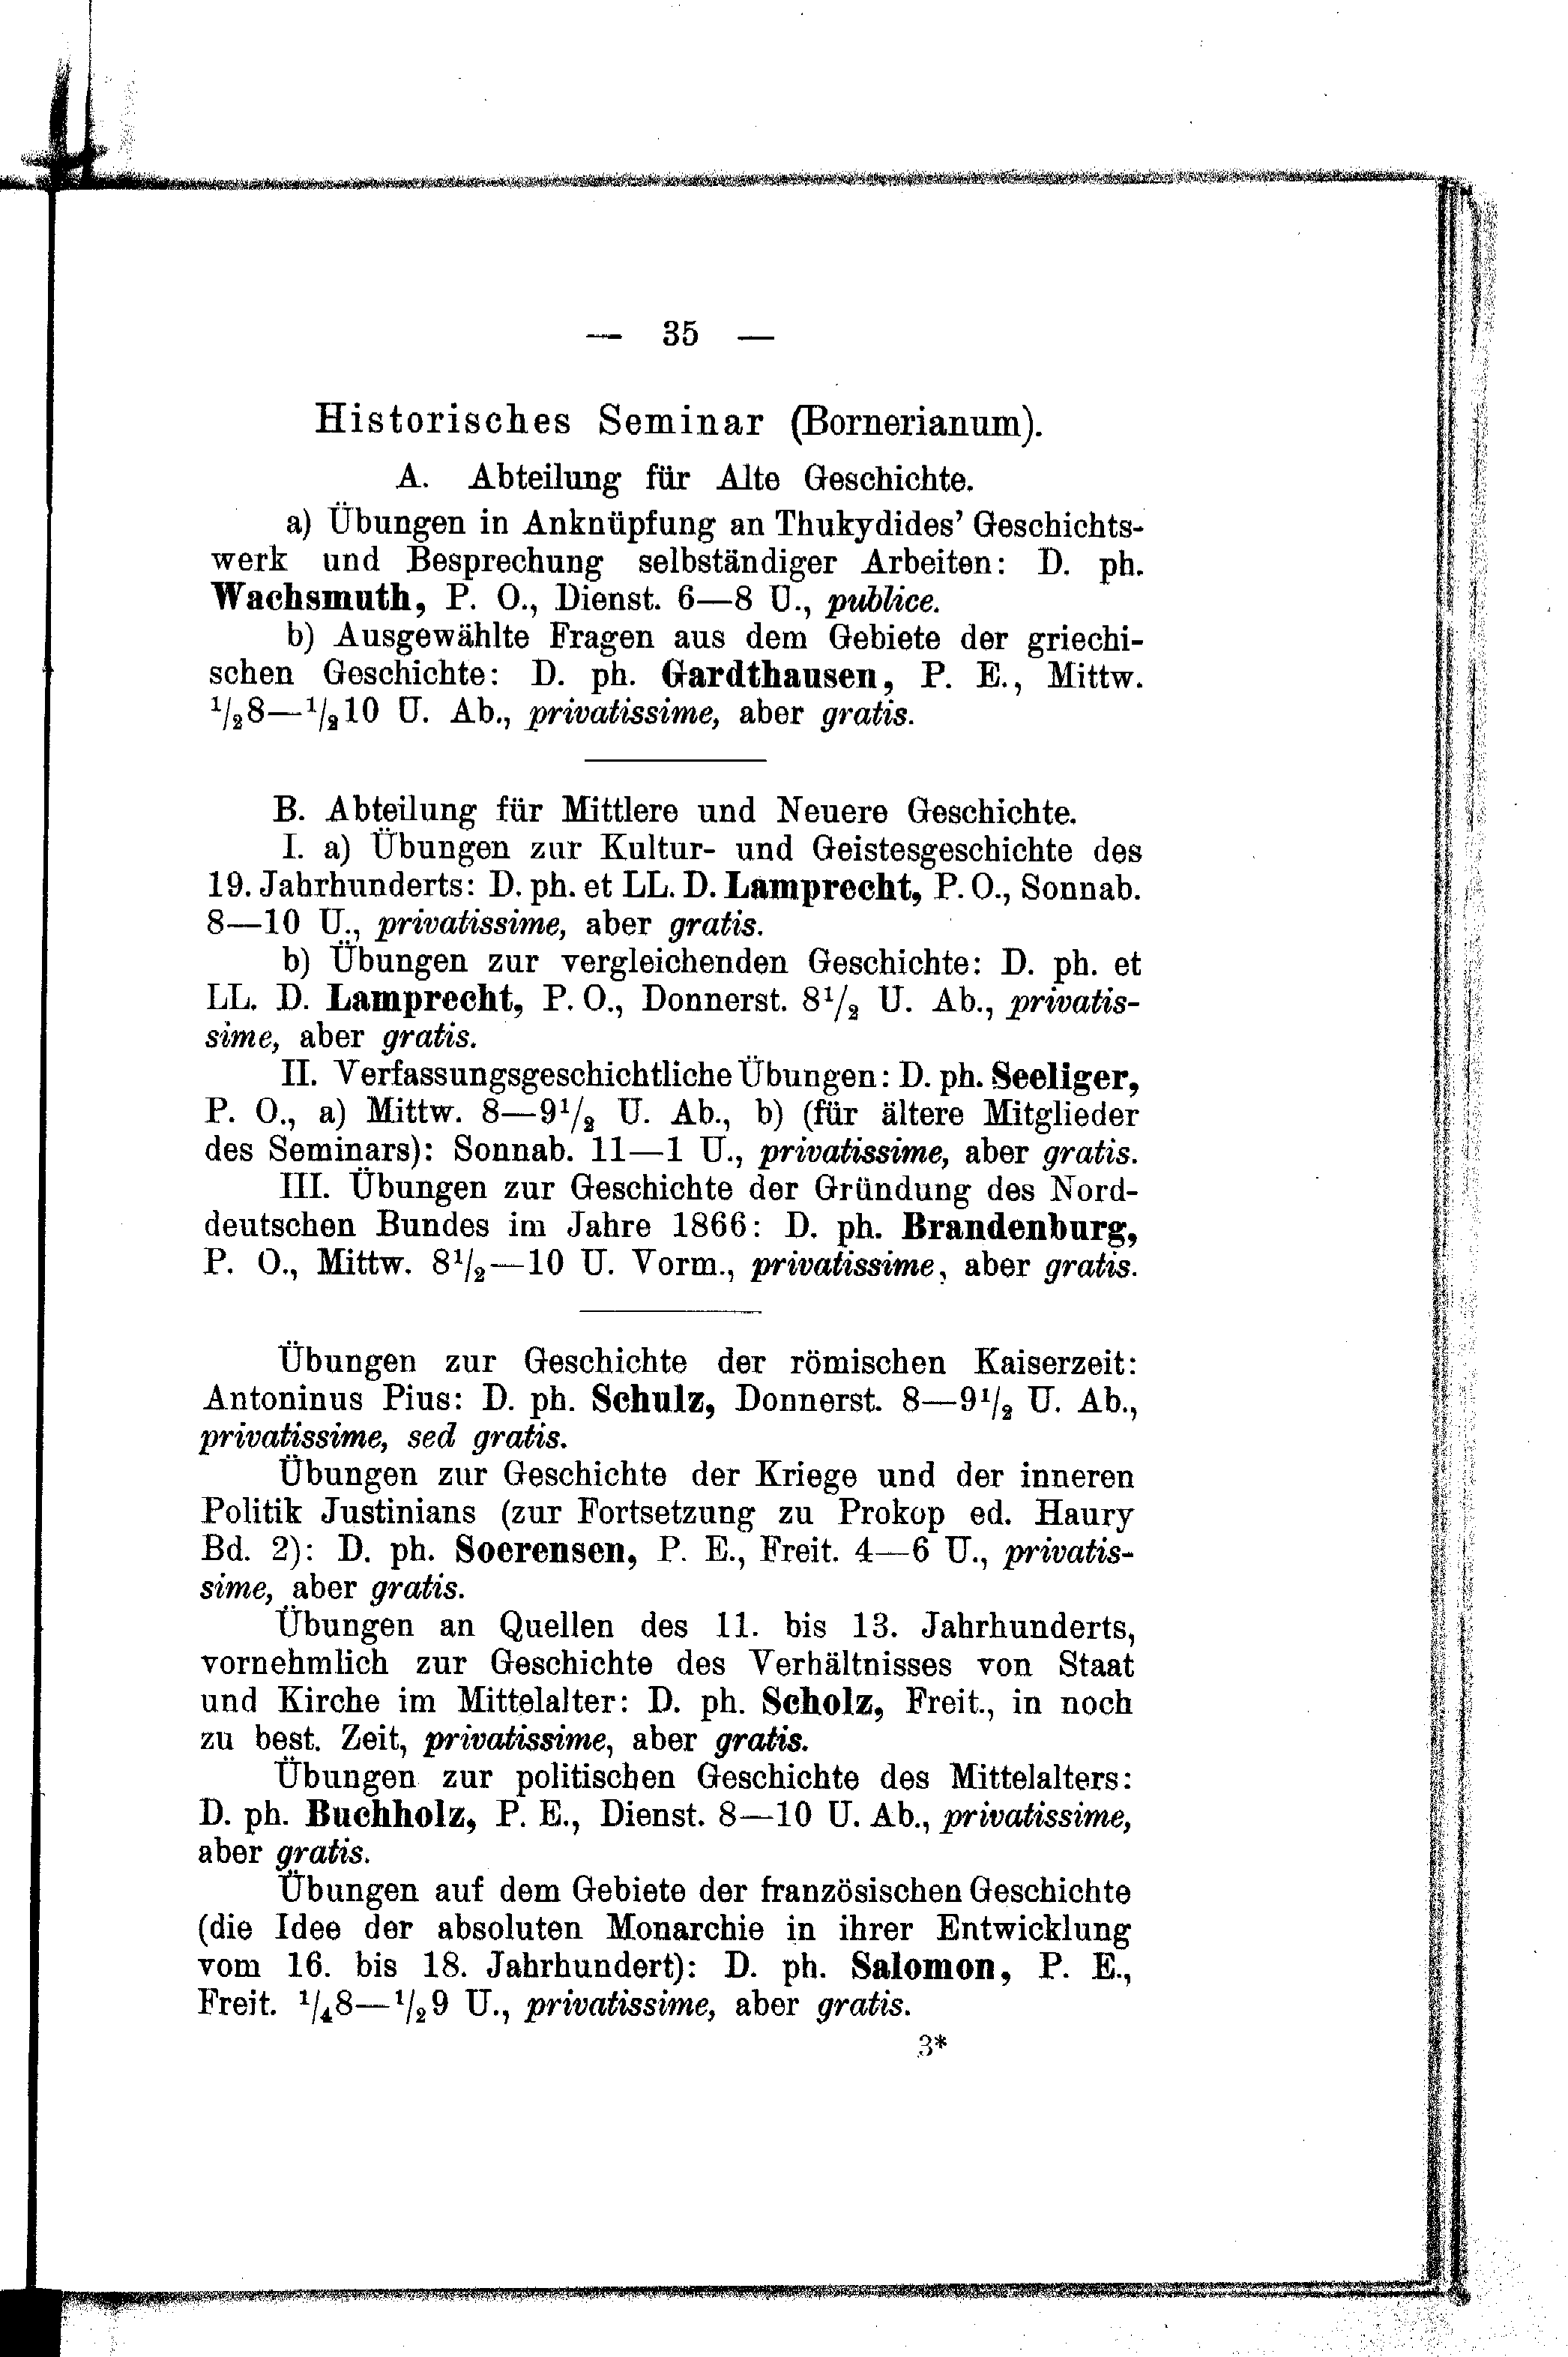 — 35 —
Historisches Seminar (Bornerianum).
A. Abteilung für Alte Geschichte.
a) Übungen in Anknüpfung an Thukydides' Geschichts-
werk und Besprechung selbständiger Arbeiten: D. ph.
Wachsmuth, P. O., Dienst. 6—8 U., publice.
b) Ausgewählte Fragen aus dem Gebiete der griechi-
schen Geschichte: D. ph. Gardthausen, P. E., Mittw.
1/2 8—1/2 10 U. Ab., privatissime, aber gratis.
B. Abteilung für Mittlere und Neuere Geschichte.
I. a) Übungen zur Kultur- und Geistesgeschichte des
19. Jahrhunderts: D. ph. et LL. D. Lamprecht, P. O., Sonnab.
8—10 U., privatissime, aber gratis.
b) Übungen zur vergleichenden Geschichte: D. ph. et
LL. D. Lamprecht, P. O., Donnerst. 8 1/2 U. Ab., privatis-
sime, aber gratis.
II. Verfassungsgeschichtliche Übungen: D. ph. Seeliger,
P. O., a) Mittw. 8—9 1/2 U. Ab., b) (für ältere Mitglieder
des Seminars): Sonnab. 11—1 U., privatissime, aber gratis.
III. Übungen zur Geschichte der Gründung des Nord-
deutschen Bundes im Jahre 1866: D. ph. Brandenburg,
P. O., Mittw. 8 1/2—10 U. Vorm., privatissime, aber gratis.
Übungen zur Geschichte der römischen Kaiserzeit:
Antoninus Pius: D. ph. Schulz, Donnerst. 8—9 1/2 U. Ab.,
privatissime, sed gratis.
Übungen zur Geschichte der Kriege und der inneren
Politik Justinians (zur Fortsetzung zu Prokop ed. Haury
Bd. 2): D. ph. Soerensen, P. E., Freit. 4—6 U., privatis-
sime, aber gratis.
Übungen an Quellen des 11. bis 13. Jahrhunderts,
vornehmlich zur Geschichte des Verhältnisses von Staat
und Kirche im Mittelalter: D. ph. Scholz, Freit., in noch
zu best. Zeit, privatissime, aber gratis.
Übungen zur politischen Geschichte des Mittelalters:
D. ph. Buchholz, P. E., Dienst. 8—10 U. Ab., privatissime,
aber gratis.
Übungen auf dem Gebiete der französischen Geschichte
(die Idee der absoluten Monarchie in ihrer Entwicklung
vom 16. bis 18. Jahrhundert): D. ph. Salomon, P. E.,
Freit. 1/4 8—1/2 9 U., privatissime, aber gratis.
3*